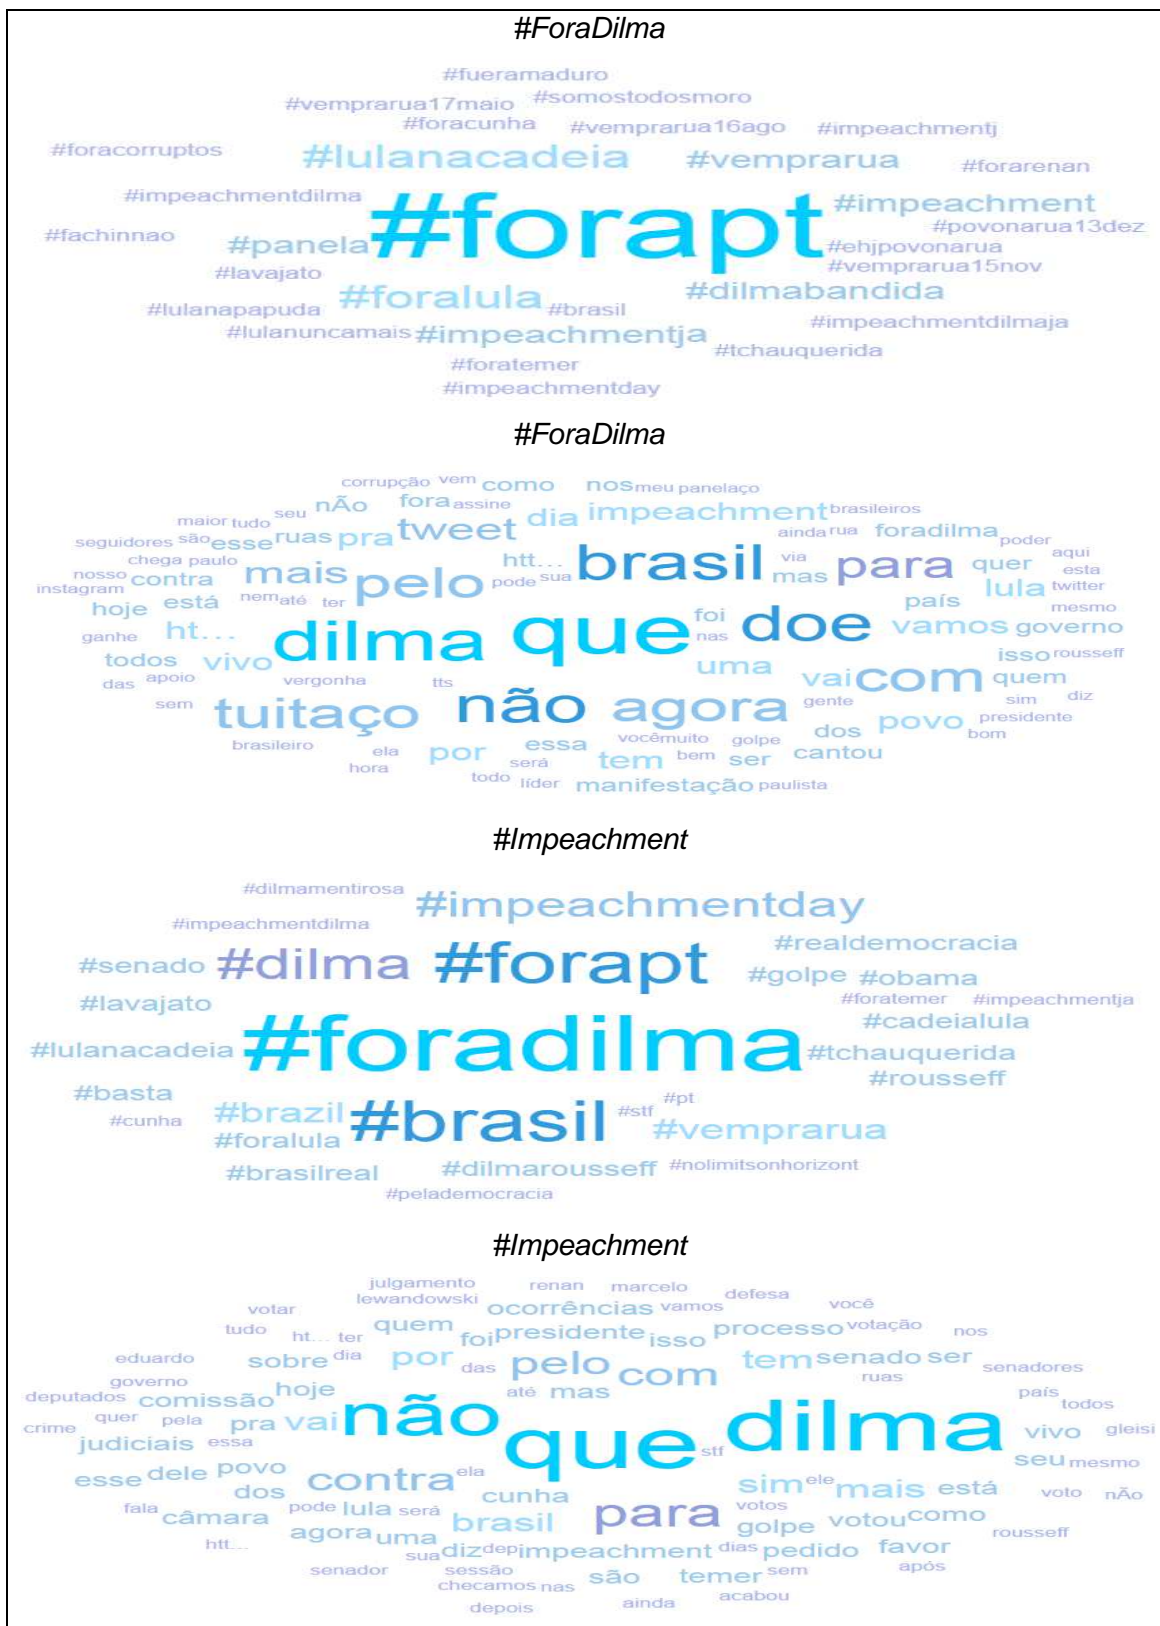 #ForaDilma
#fueramaduro
#vemprarua17maio #somostodosmoro
#foracunha #vemprarua16ago #impeachmentj
#foracorruptos #lulanacadeia #vemprarua #forarenan
#impeachmentdilma #forapt #impeachment
#fachinnao #panela #povonarua13dez
#ehjpovonarua
#lavajato #vemprarua15nov
#lulanapapuda #foralula #brasil #dilmabandida
#lulanuncamais #impeachmentja #impeachmentdilmaja
#foratemer #tchauquerida
#impeachmentday
#ForaDilma
corrupção vem como nos meu panelaço
seu nÃo fora assine dia impeachment brasileiros
maior tudo tweet ainda rua foradilma poder
seguidores são esse ruas pra htt... brasil via para quer aqui
chega paulo mais pelo pode sua mas esta
nosso contra lula twitter
instagram hoje está nem até ter foi país mesmo
ganhe ht... dilma que nas doe vamos governo
todos vivo uma isso rousseff
das apoio vergonha tts vai com quem
sem tuitaço não agora gente sim diz
dos povo presidente
brasileiro ela por essa você muito golpe bom
hora será tem bem ser cantou
todo líder manifestação paulista
#Impeachment
#dilmamentirosa #impeachmentday
#impeachmentdilma
#senado #dilma #forapt #realdemocracia
#golpe #obama
#lavajato #foratemer #impeachmentja
#foradilma #cadeialula
#lulanacadeia #tchauquerida
#basta #rousseff
#cunha #brazil #brasil #stf #pt
#foralula #vemprarua
#brasilreal #dilmarousseff #nolimitsonhorizont
#pelademocracia
#Impeachment
julgamento renan marcelo defesa
votar lewandowski ocorrências vamos você
tudo ht... ter quem foi presidente isso processo votação nos
eduardo sobre dia por das pelo com tem senado ser senadores
governo ruas
deputados comissão hoje até mas país todos
crime quer pela pra vai não que dilma vivo gleisi
judiciais essa stf seu mesmo
esse dele povo contra ela sim ele mais está
dos cunha voto nÃo
fala câmara pode lula será brasil para votos golpe votou como
agora uma rousseff
htt... sua diz dep impeachment dias pedido favor
senador sessão são temer sem após
checamos nas
depois ainda acabou